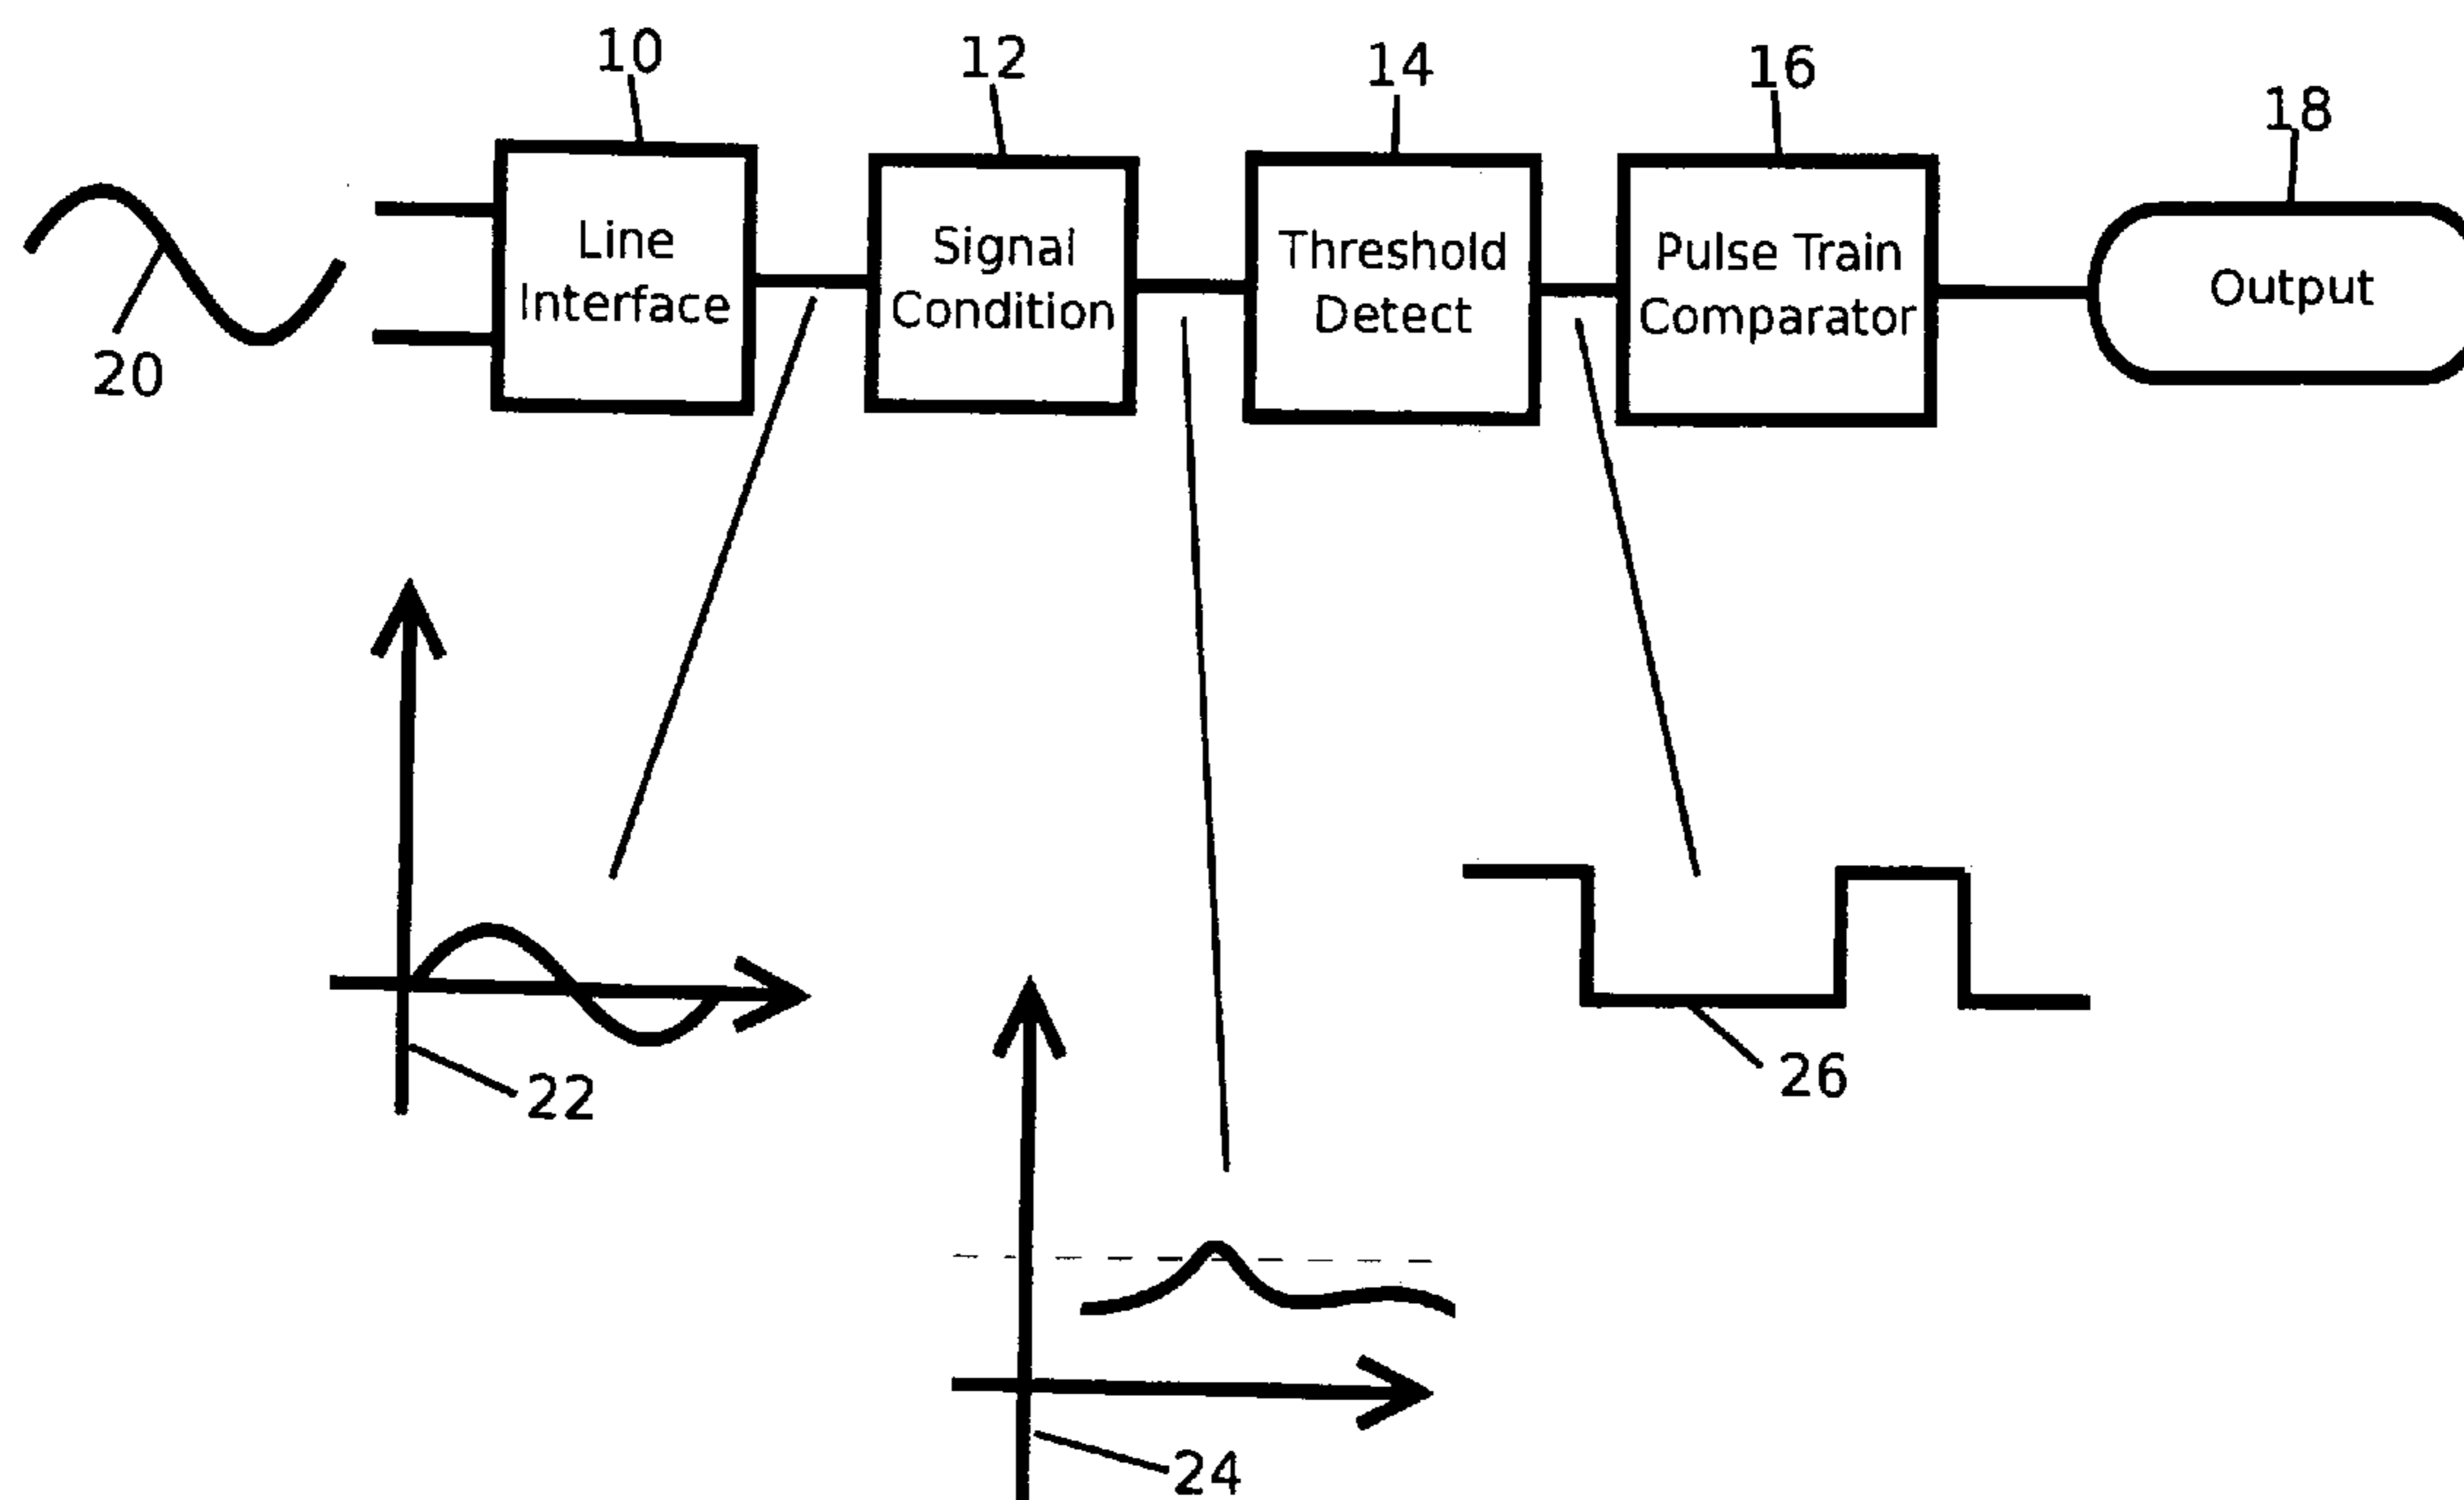 10
12
14
16
18
Line
Interface
Signal
Condition
Threshold
Detect
Pulse Train
Comparator
Output
20
22
26
24